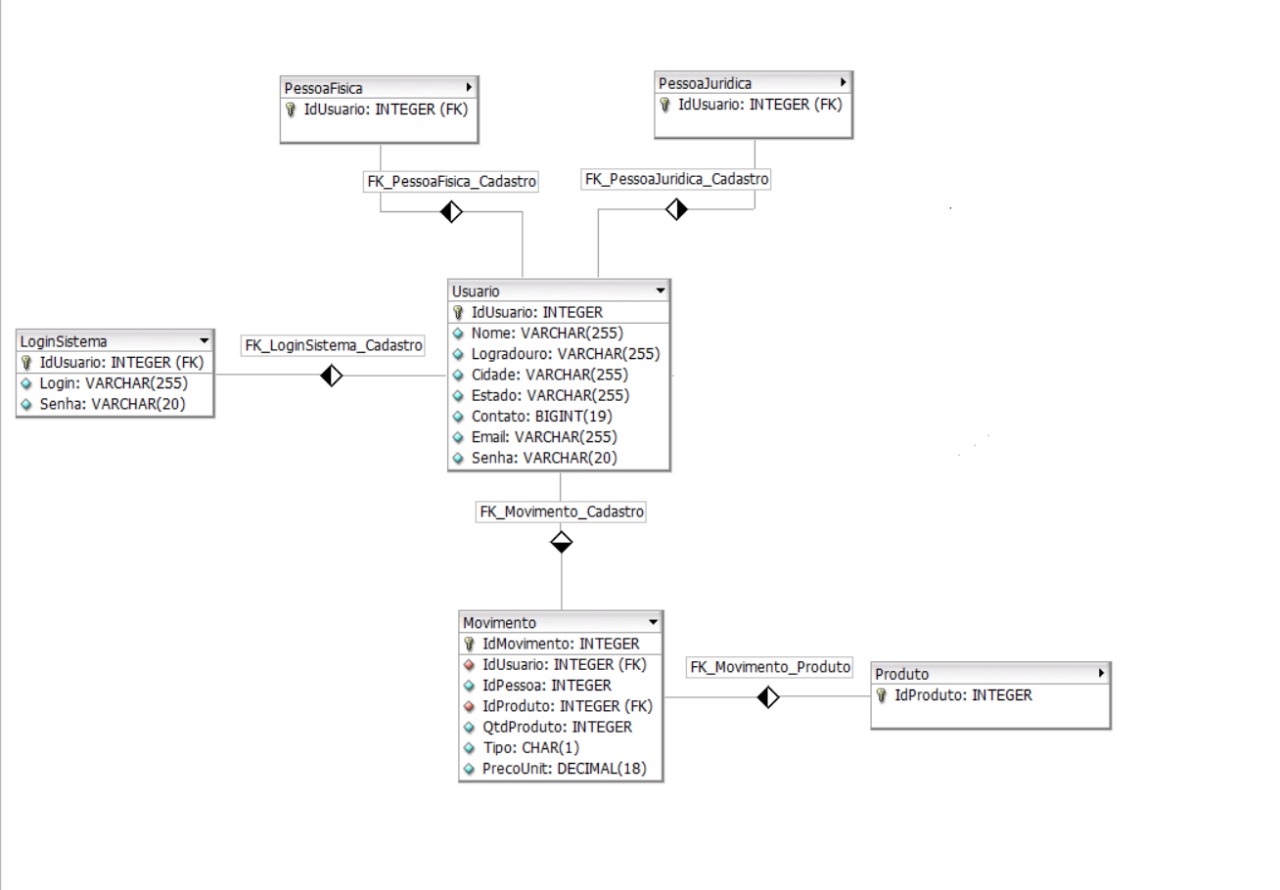 PessoaFisica
IdUsuario: INTEGER (FK)
PessoaJuridica
IdUsuario: INTEGER (FK)
FK_PessoaFisica_Cadastro
FK_PessoaJuridica_Cadastro
LoginSistema
IdUsuario: INTEGER (FK)
Login: VARCHAR(255)
Senha: VARCHAR(20)
FK_LoginSistema_Cadastro
Usuario
IdUsuario: INTEGER
Nome: VARCHAR(255)
Logradouro: VARCHAR(255)
Cidade: VARCHAR(255)
Estado: VARCHAR(255)
Contato: BIGINT(19)
Email: VARCHAR(255)
Senha: VARCHAR(20)
FK_Movimento_Cadastro
Movimento
IdMovimento: INTEGER
IdUsuario: INTEGER (FK)
IdPessoa: INTEGER
IdProduto: INTEGER (FK)
QtdProduto: INTEGER
Tipo: CHAR(1)
PrecoUnit: DECIMAL(18)
FK_Movimento_Produto
Produto
IdProduto: INTEGER